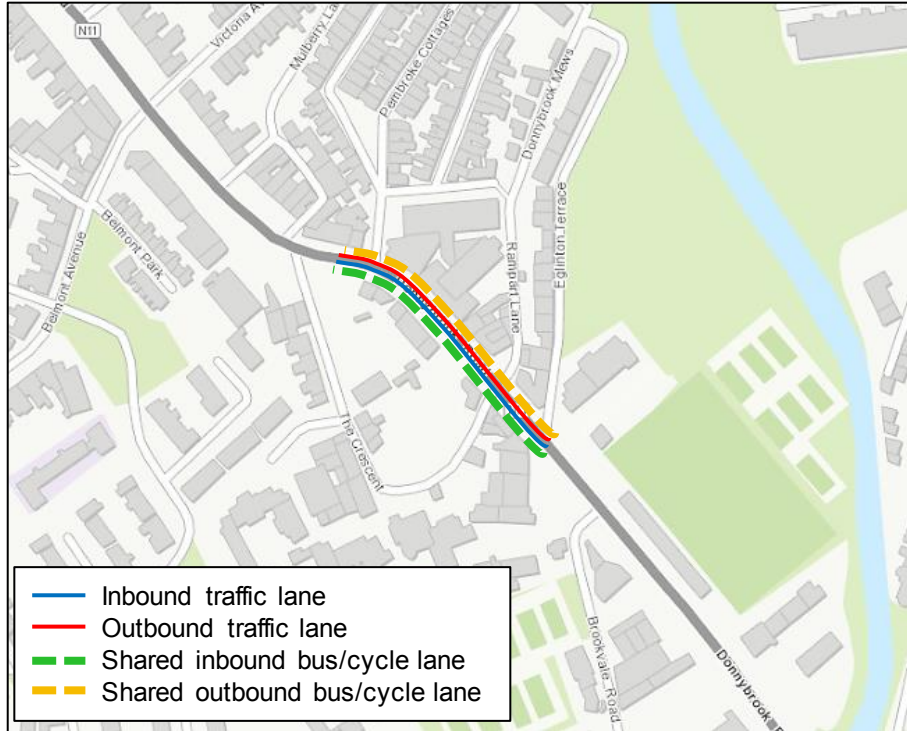 N11
Victoria A
Mulberry La
Pembroke Cottages
Donnybrook Mews
Belmont Avenue
Belmont Park
Rampart Lane
Eglinton Terrace
The Crescent
Brookvale Road
Donnybrook R
Inbound traffic lane
Outbound traffic lane
Shared inbound bus/cycle lane
Shared outbound bus/cycle lane